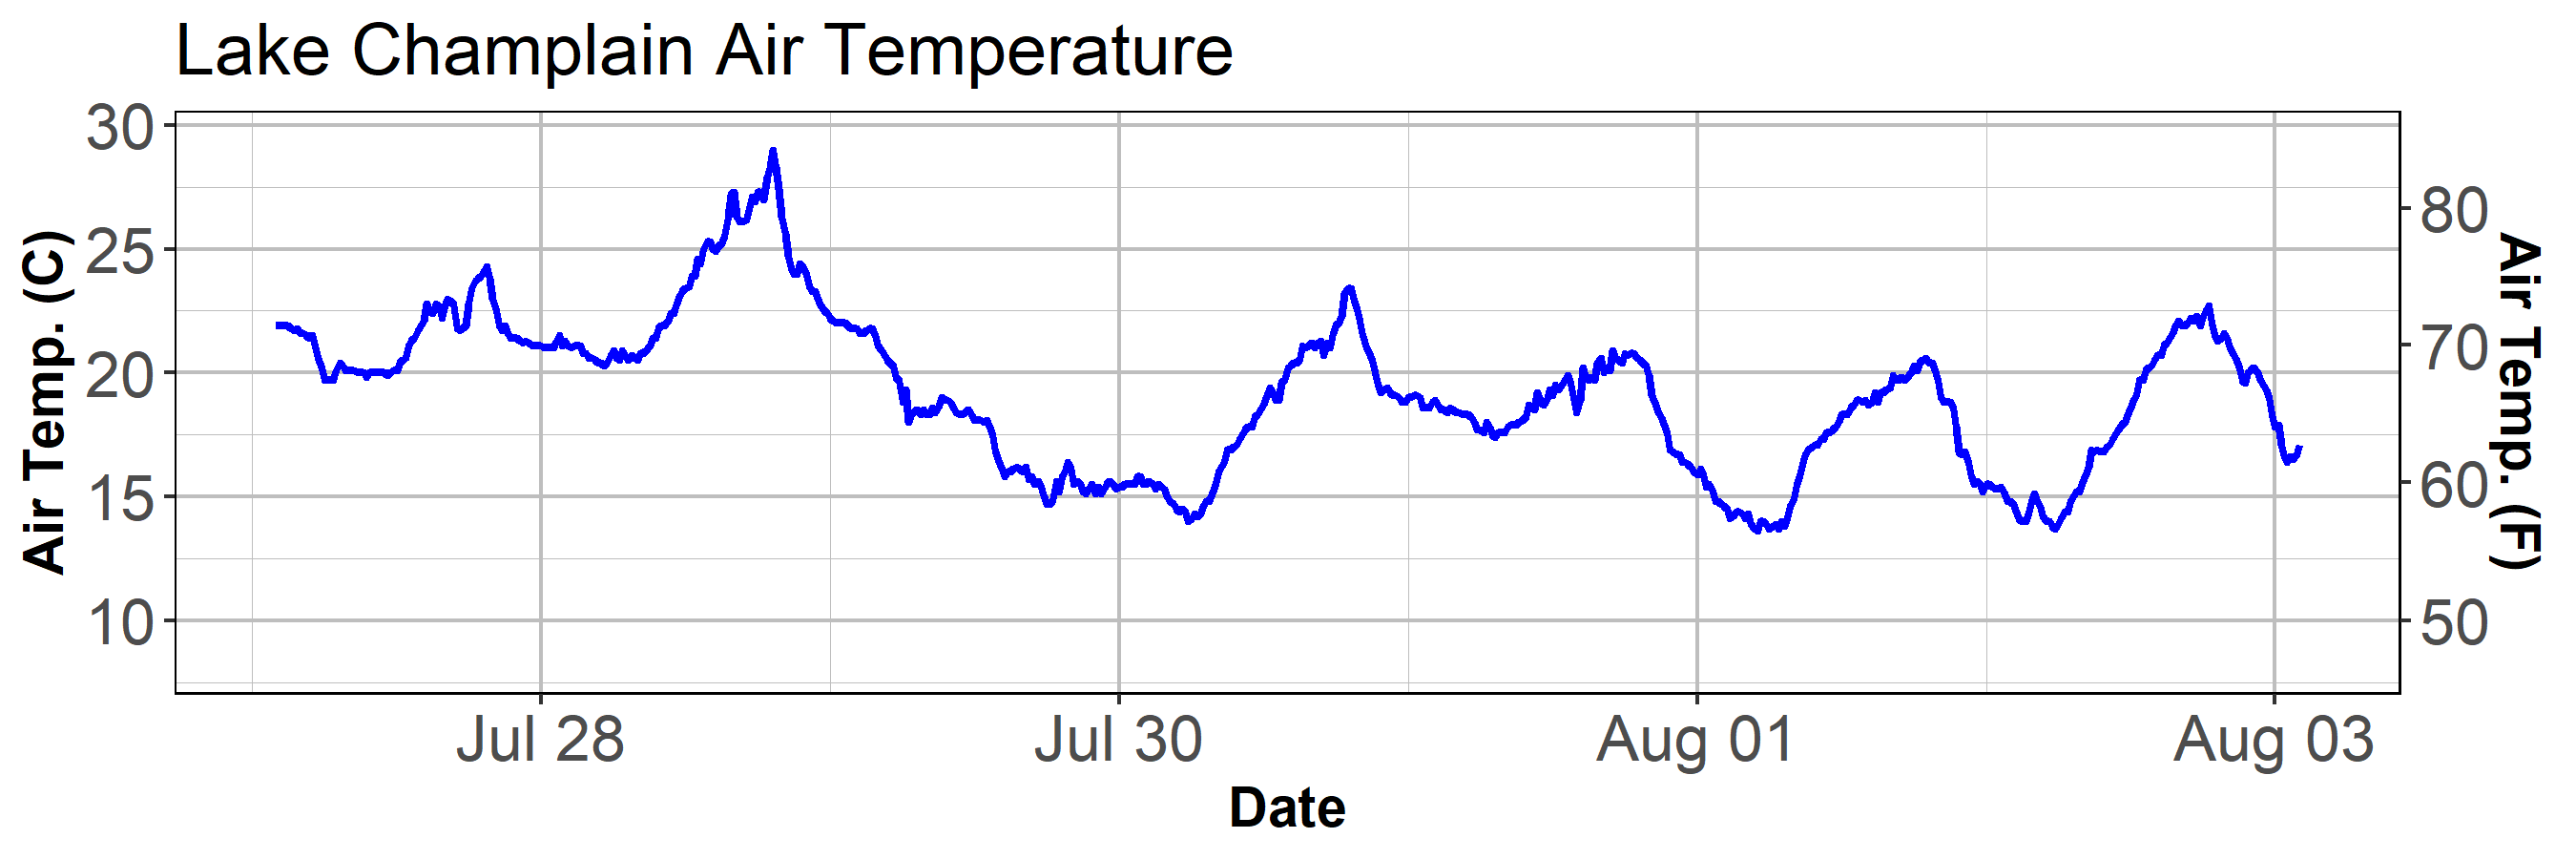 Lake Champlain Air Temperature
30
25
20
15
10
Air Temp. (C)
80
70
60
50
Air Temp. (F)
Jul 28
Jul 30
Aug 01
Aug 03
Date